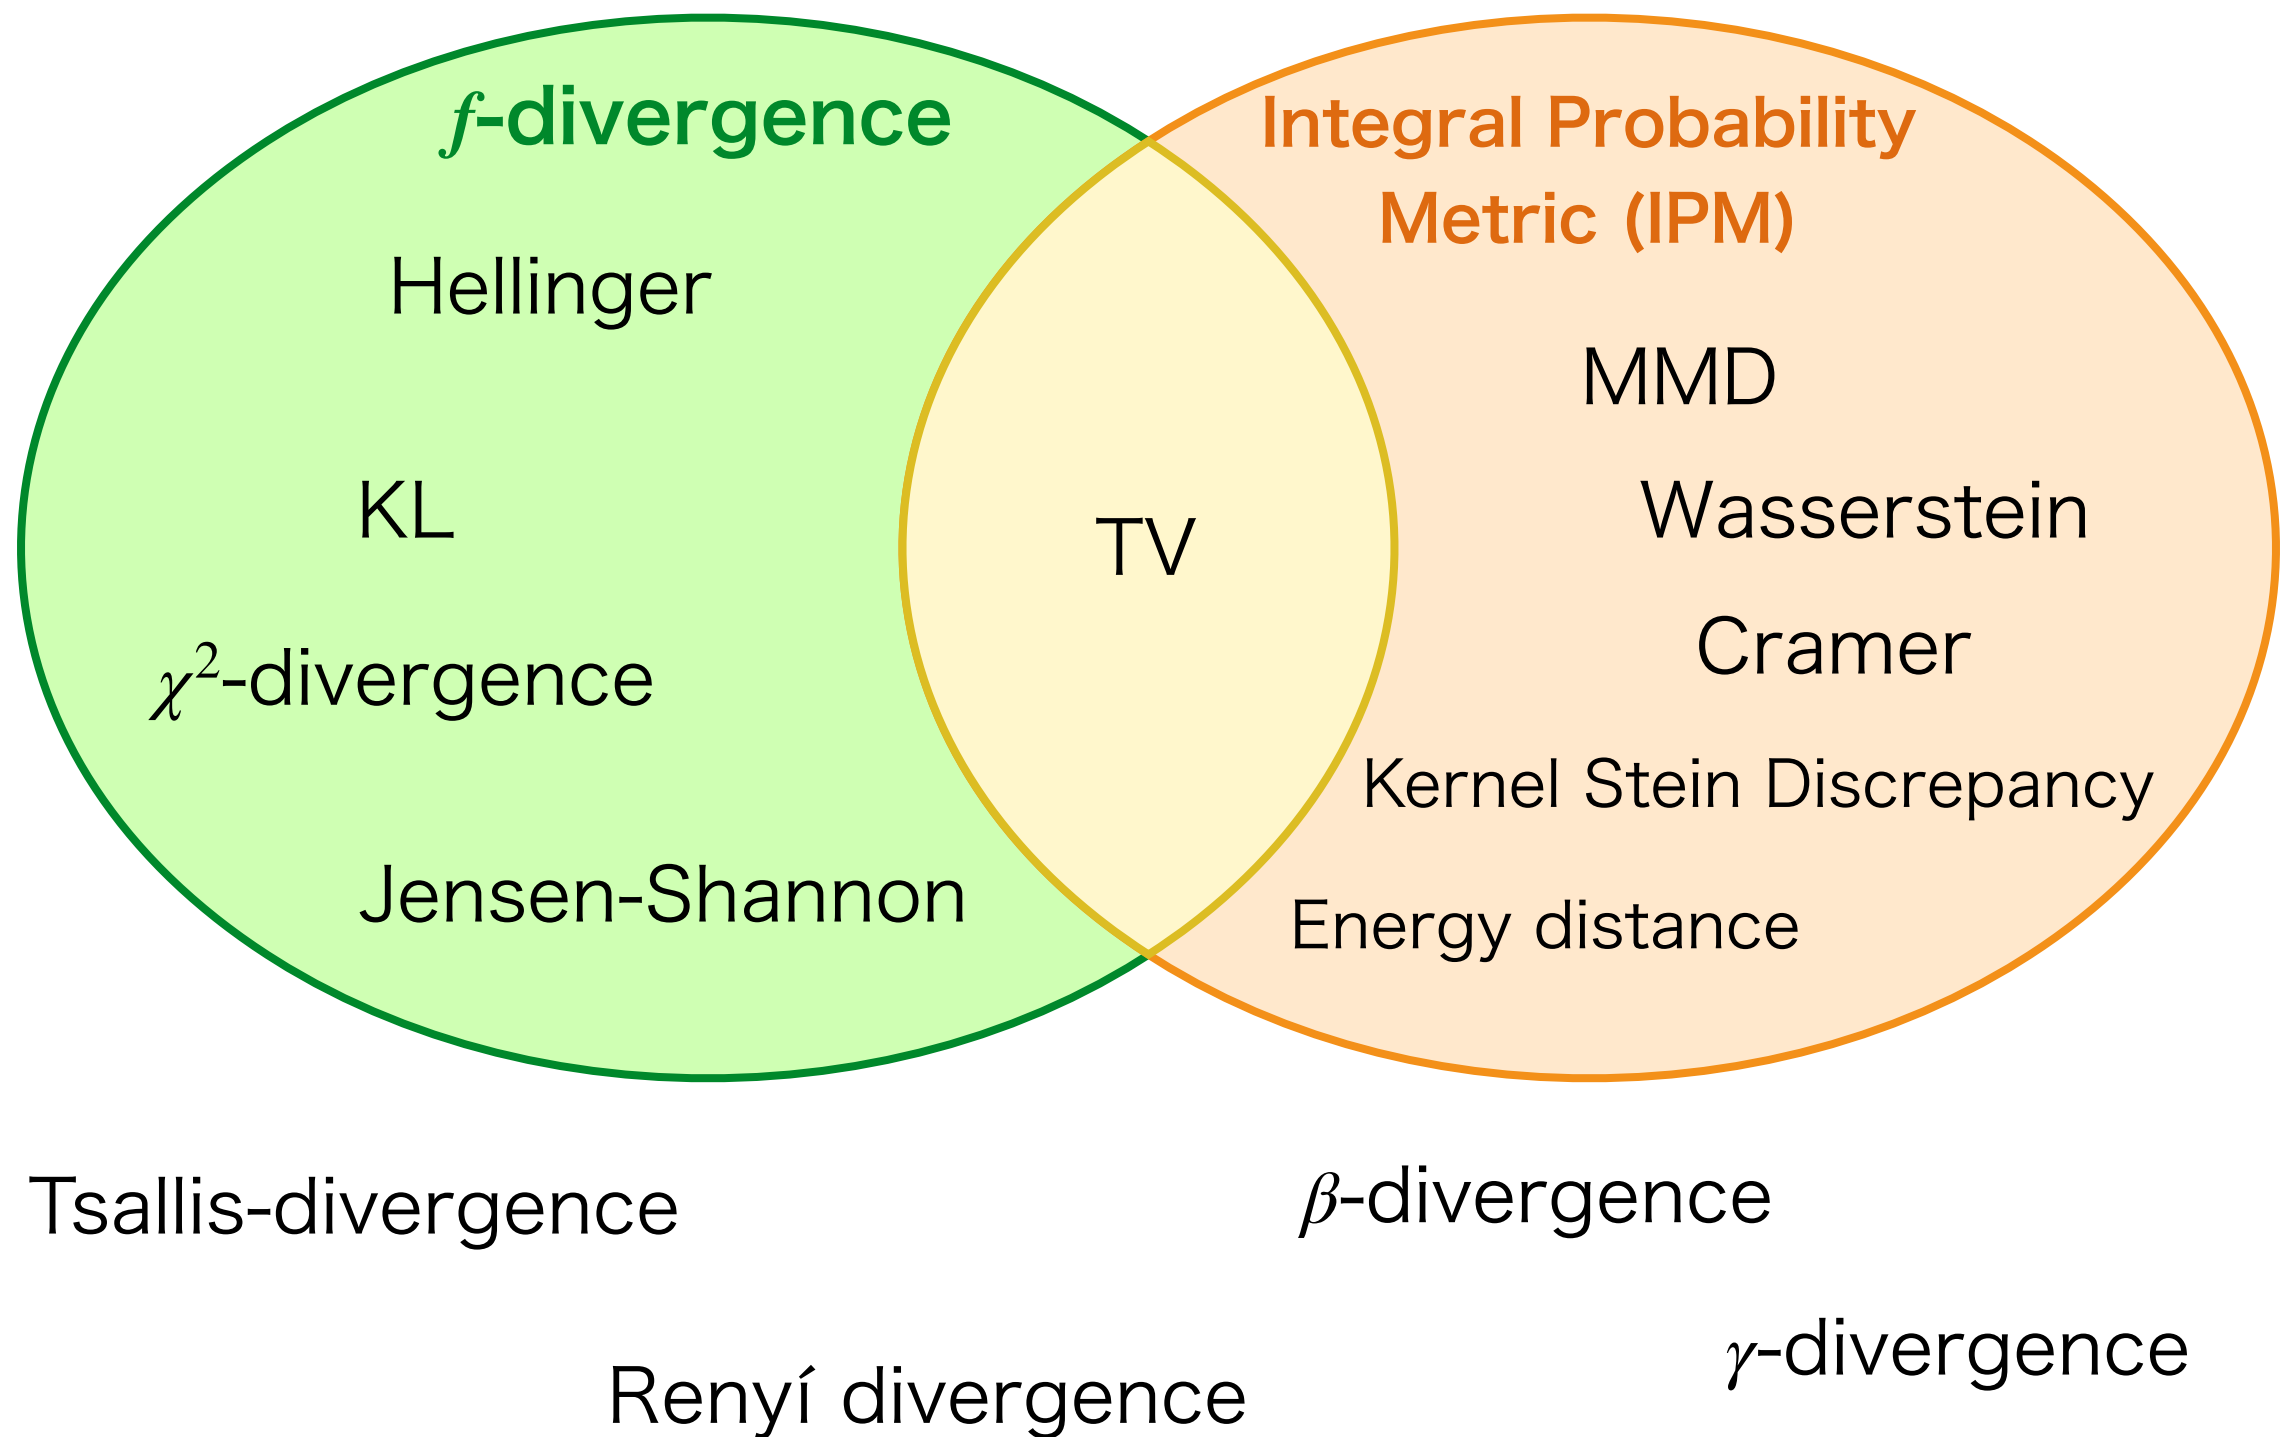 f-divergence
Hellinger
KL
χ²-divergence
Jensen-Shannon
TV
Integral Probability
Metric (IPM)
MMD
Wasserstein
Cramer
Kernel Stein Discrepancy
Energy distance
Tsallis-divergence
Renyí divergence
β-divergence
γ-divergence